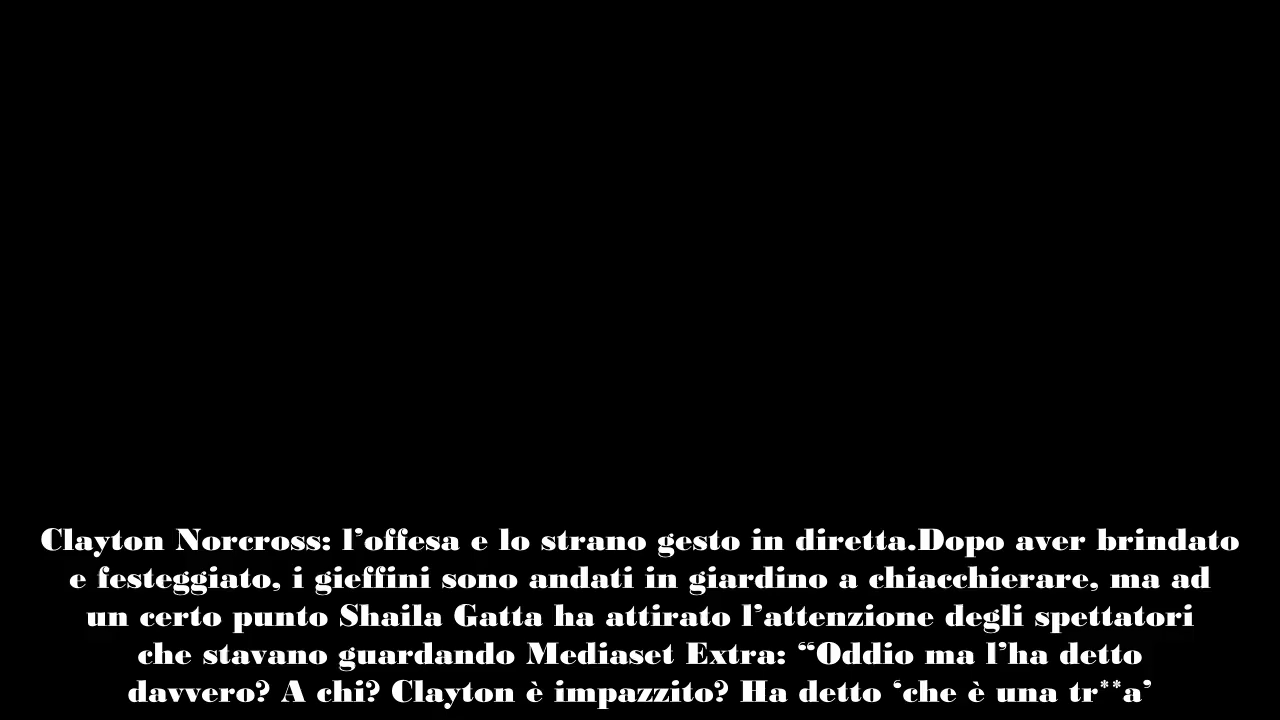 Clayton Norcross: l’offesa e lo strano gesto in diretta.Dopo aver brindato
e festeggiato, i gieffini sono andati in giardino a chiacchierare, ma ad
un certo punto Shaila Gatta ha attirato l’attenzione degli spettatori
che stavano guardando Mediaset Extra: “Oddio ma l’ha detto
davvero? A chi? Clayton è impazzito? Ha detto ‘che è una tr**a’